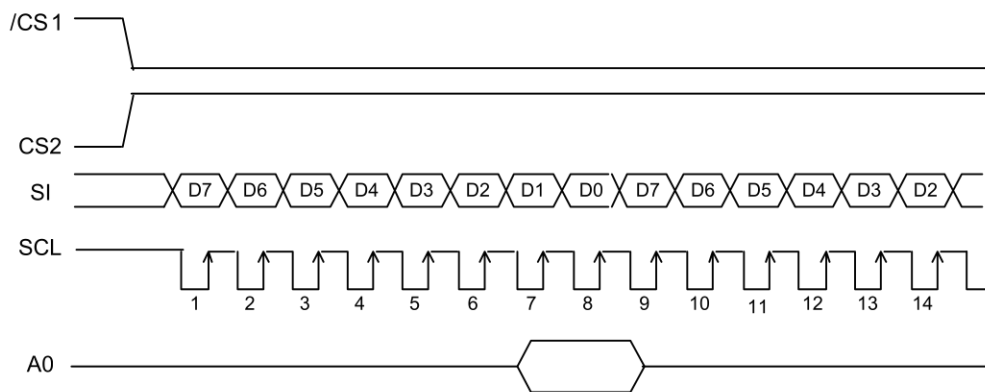 /CS1
CS2
SI D7 D6 D5 D4 D3 D2 D1 D0 D7 D6 D5 D4 D3 D2
SCL
1 2 3 4 5 6 7 8 9 10 11 12 13 14
A0